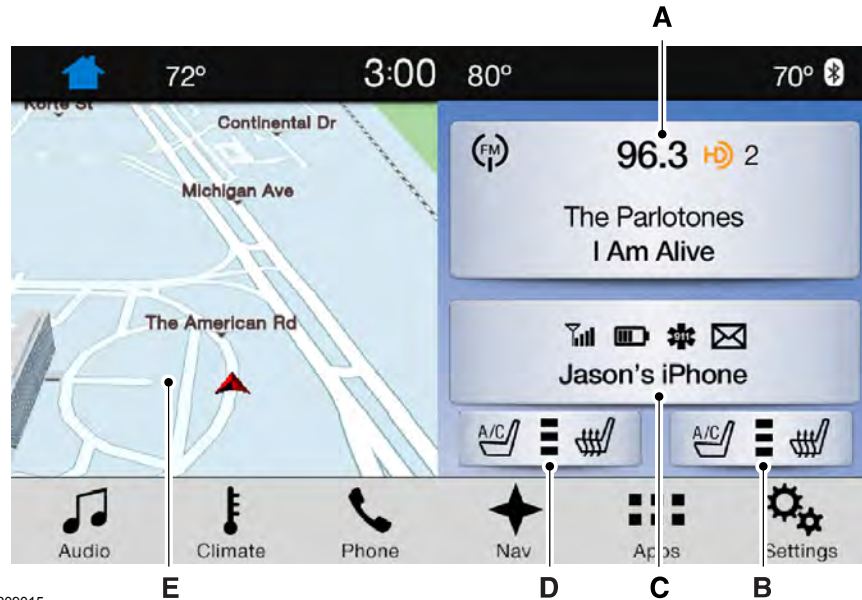 A
72° 3:00 80° 70°
Korte St
Continental Dr
Michigan Ave
The American Rd
FM 96.3 HD 2
The Parlotones
I Am Alive
911
Jason's iPhone
A/C A/C
Audio Climate Phone Nav Apps Settings
E D C B